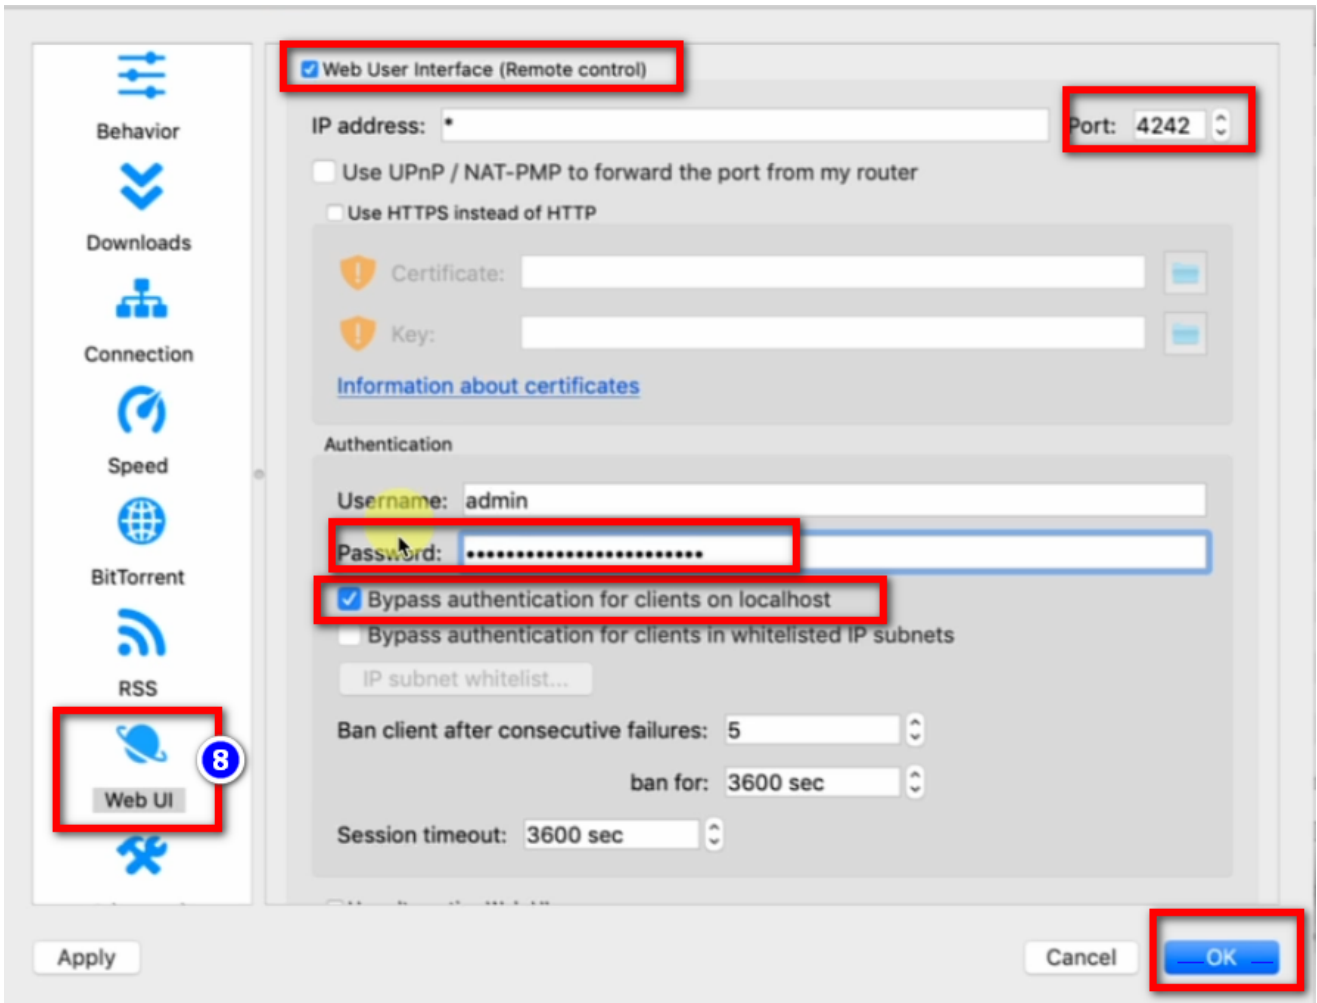 Behavior
Downloads
Connection
Speed
BitTorrent
RSS
8
Web UI
Web User Interface (Remote control)
IP address: *
Port: 4242
Use UPnP / NAT-PMP to forward the port from my router
Use HTTPS instead of HTTP
Certificate:
Key:
Information about certificates
Authentication
Username: admin
Password: ••••••••••••••••••••••••
Bypass authentication for clients on localhost
Bypass authentication for clients in whitelisted IP subnets
IP subnet whitelist...
Ban client after consecutive failures: 5
ban for: 3600 sec
Session timeout: 3600 sec
Apply
Cancel
OK